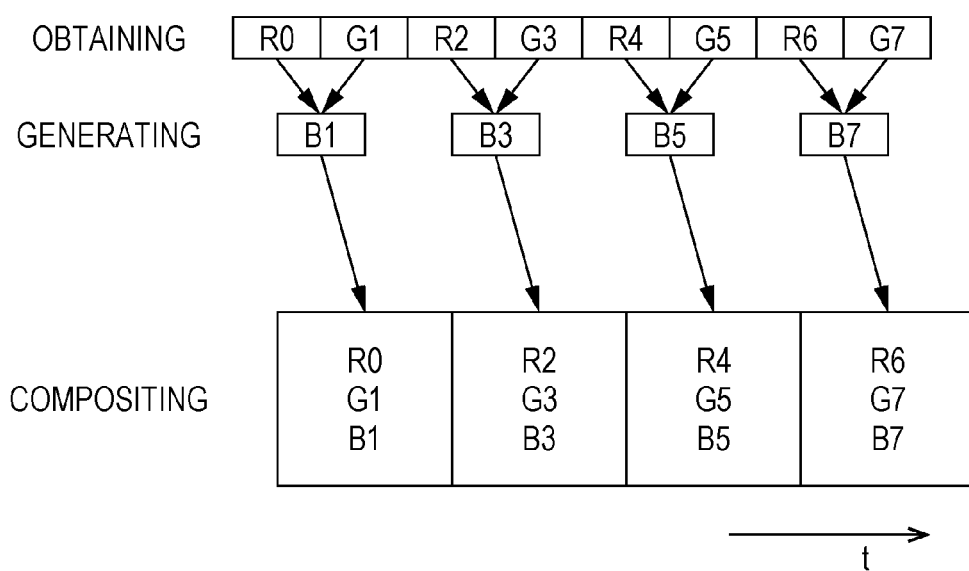 OBTAINING R0 G1 R2 G3 R4 G5 R6 G7
GENERATING B1 B3 B5 B7
COMPOSITING
R0 R2 R4 R6
G1 G3 G5 G7
B1 B3 B5 B7
t